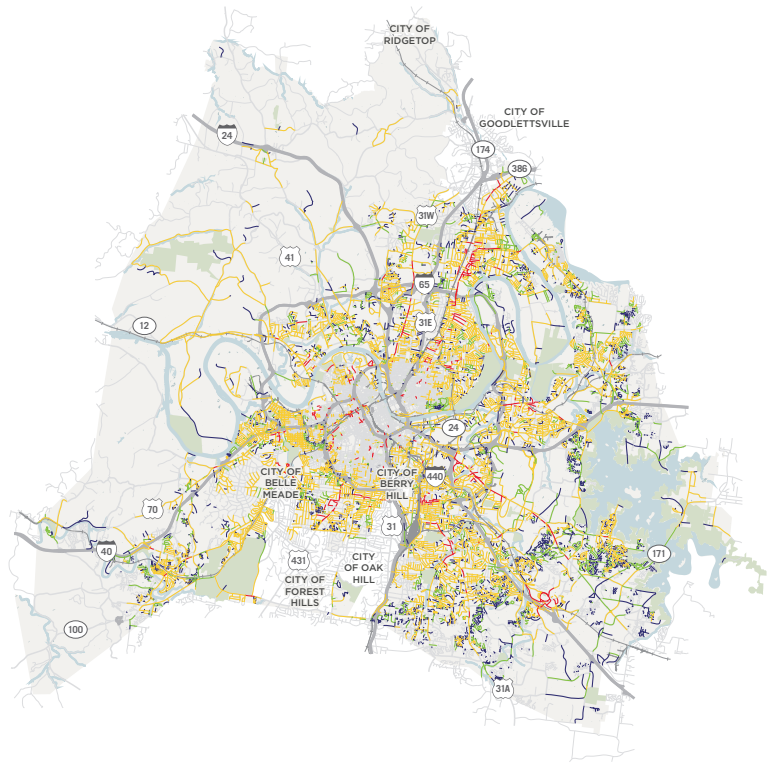 CITY OF
RIDGETOP
CITY OF
GOODLETTSVILLE
24
174
386
31W
41
65
12
31E
24
CITY OF
BELLE
MEADE
CITY OF
BERRY
HILL
440
70
31
40
431
CITY OF
FOREST
HILLS
CITY
OF OAK
HILL
171
100
31A